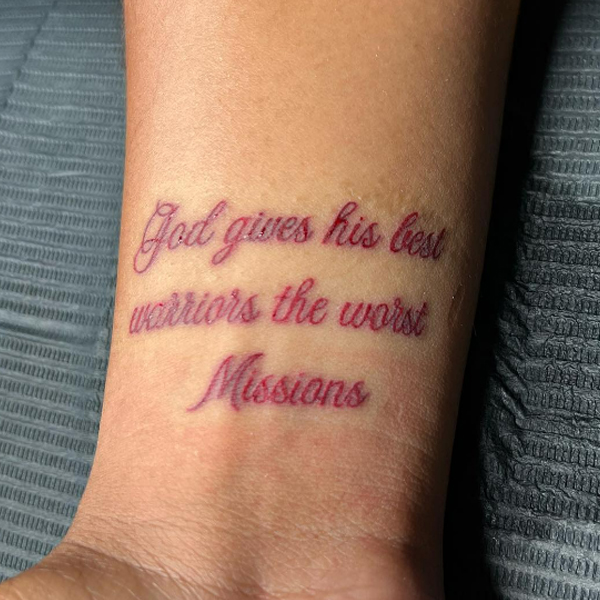 God gives his best
warriors the worst
Missions